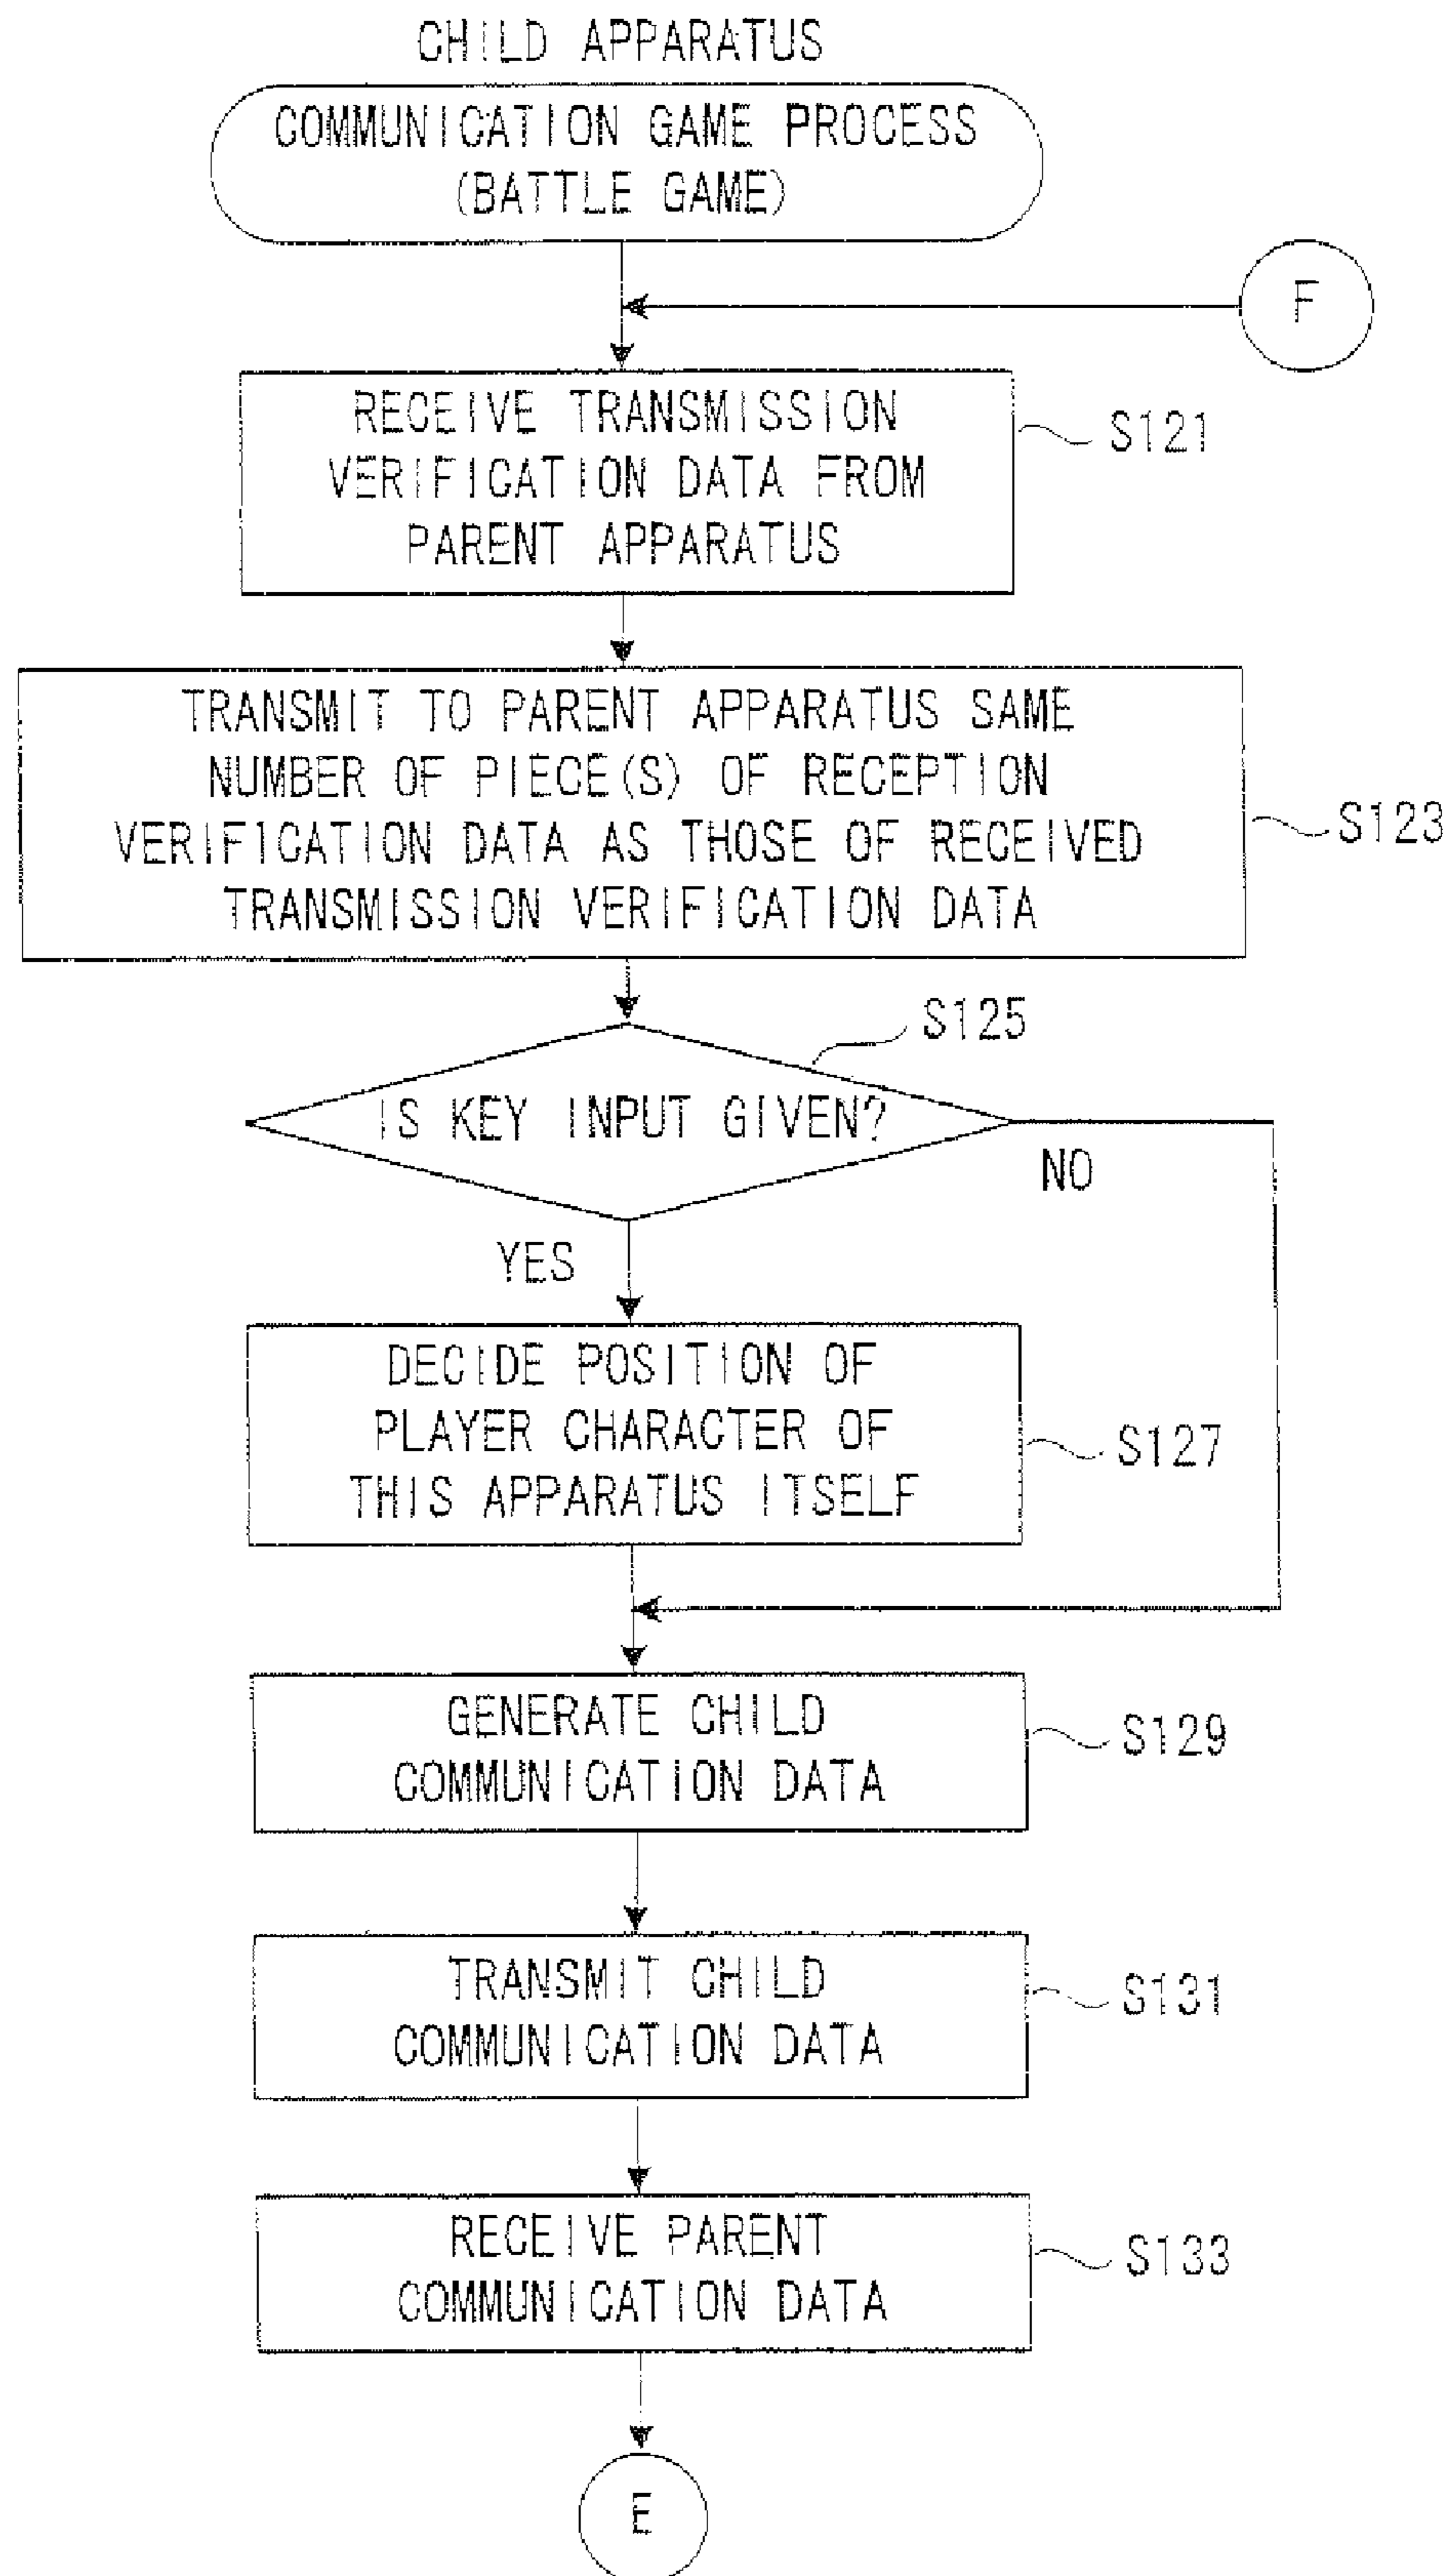 CHILD APPARATUS
COMMUNICATION GAME PROCESS
(BATTLE GAME)
F
RECEIVE TRANSMISSION
VERIFICATION DATA FROM
PARENT APPARATUS
S121
TRANSMIT TO PARENT APPARATUS SAME
NUMBER OF PIECE(S) OF RECEPTION
VERIFICATION DATA AS THOSE OF RECEIVED
TRANSMISSION VERIFICATION DATA
S123
S125
IS KEY INPUT GIVEN?
NO
YES
DECIDE POSITION OF
PLAYER CHARACTER OF
THIS APPARATUS ITSELF
S127
GENERATE CHILD
COMMUNICATION DATA
S129
TRANSMIT CHILD
COMMUNICATION DATA
S131
RECEIVE PARENT
COMMUNICATION DATA
S133
E